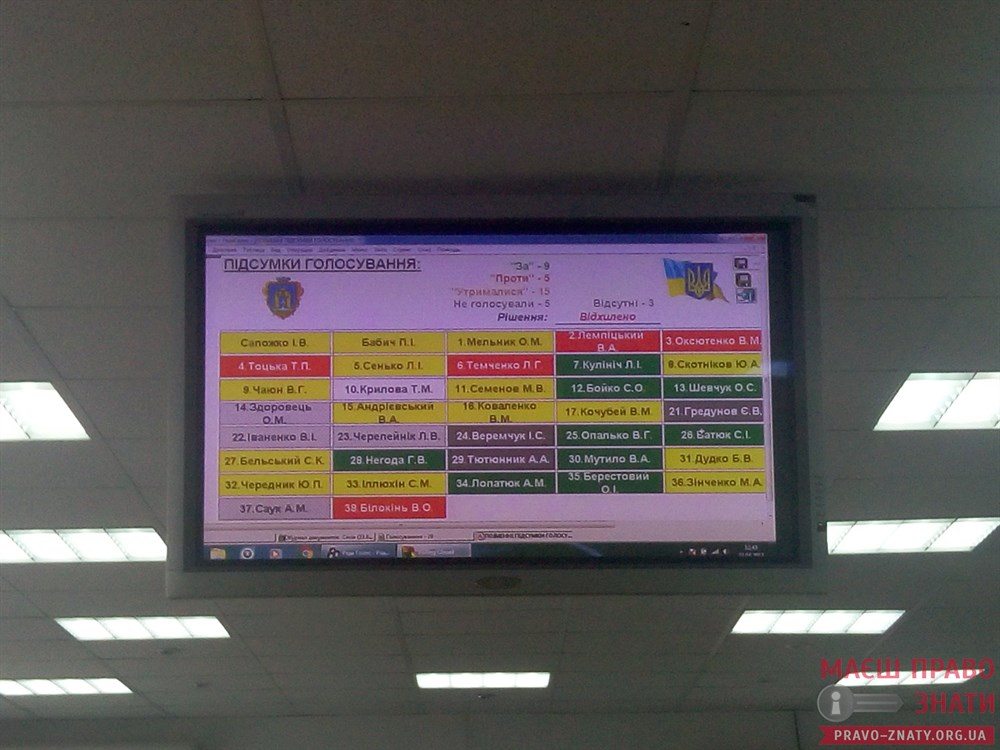 ПІДСУМКИ ГОЛОСУВАННЯ:
"За" - 9
"Проти" - 5
"Утрималися" - 15
Не голосували - 5 Відсутні - 3
Рішення: Відхилено
Сапожко І.В. Бабич П.І. 1.Мельник О.М. 2.Лемпіцький В.А. 3.Оксютенко В.М.
4.Тоцька Т.П. 5.Сенько Л.І. 6.Темченко Л.Г. 7.Кулініч Л.І. 8.Скотніков Ю.А.
9.Чаюн В.Г. 10.Крилова Т.М. 11.Семенов М.В. 12.Бойко С.О. 13.Шевчук О.С.
14.Здоровець О.М. 15.Андрієвський В.А. 16.Коваленко В.М. 17.Кочубей В.М. 21.Гредунов Є.В.
22.Іваненко В.І. 23.Черепейнік Л.В. 24.Веремчук І.С. 25.Опалько В.Г. 26.Батюк С.І.
27.Бельський С.К. 28.Негода Г.В. 29.Тютюнник А.А. 30.Мутило В.А. 31.Дудко Б.В.
32.Чередник Ю.П. 33.Іллюхін С.М. 34.Лопатюк А.М. 35.Берестовий О.І. 36.Зінченко М.А.
37.Саук А.М. 38.Білокінь В.О.
МАЄШ ПРАВО
ЗНАТИ
PRAVO-ZNATY.ORG.UA